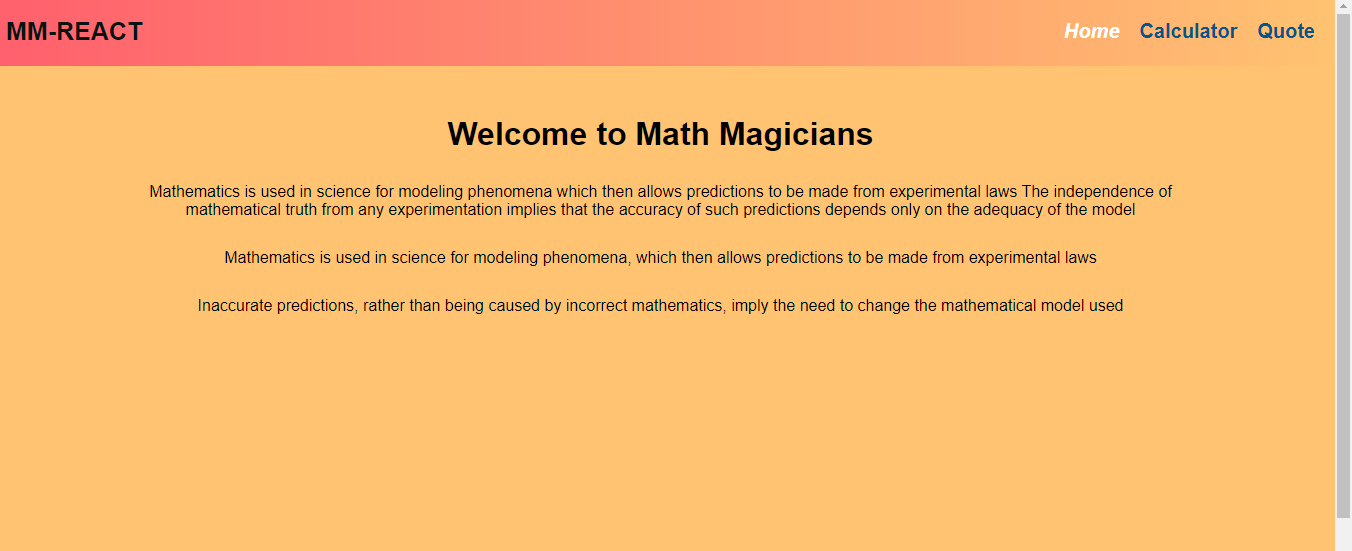 MM-REACT
Home Calculator Quote
Welcome to Math Magicians
Mathematics is used in science for modeling phenomena which then allows predictions to be made from experimental laws The independence of
mathematical truth from any experimentation implies that the accuracy of such predictions depends only on the adequacy of the model
Mathematics is used in science for modeling phenomena, which then allows predictions to be made from experimental laws
Inaccurate predictions, rather than being caused by incorrect mathematics, imply the need to change the mathematical model used